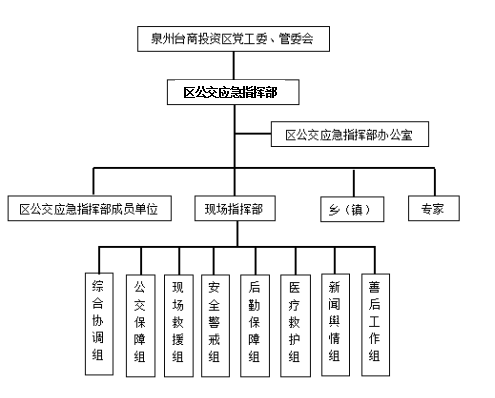 泉州台商投资区党工委、管委会
区公交应急指挥部
区公交应急指挥部办公室
区公交应急指挥部成员单位
现场指挥部
乡（镇）
专家
综合协调组
公交保障组
现场救援组
安全警戒组
后勤保障组
医疗救护组
新闻舆情组
善后工作组